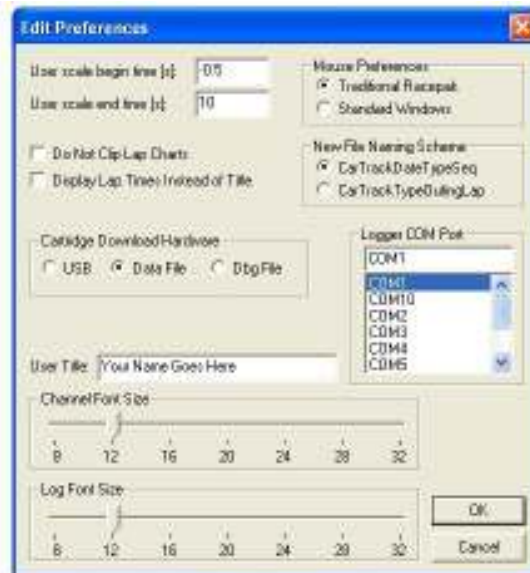 Edit Preferences
User scale begin time [s]: -0.5
User scale end time [s]: 10
Mouse Preferences
Traditional Racepak
Standard Windows
Do Not Clip Lap Charts
Display Lap Times Instead of Title
New File Naming Scheme
CarTrackDateTypeSeq
CarTrackTypeOutingLap
Cartridge Download Hardware
USB Data File Dbg File
Logger COM Port
COM1
COM1
COM10
COM2
COM3
COM4
COM5
User Title: Your Name Goes Here
Channel Font Size
8 12 16 20 24 28 32
Log Font Size
8 12 16 20 24 28 32
OK
Cancel